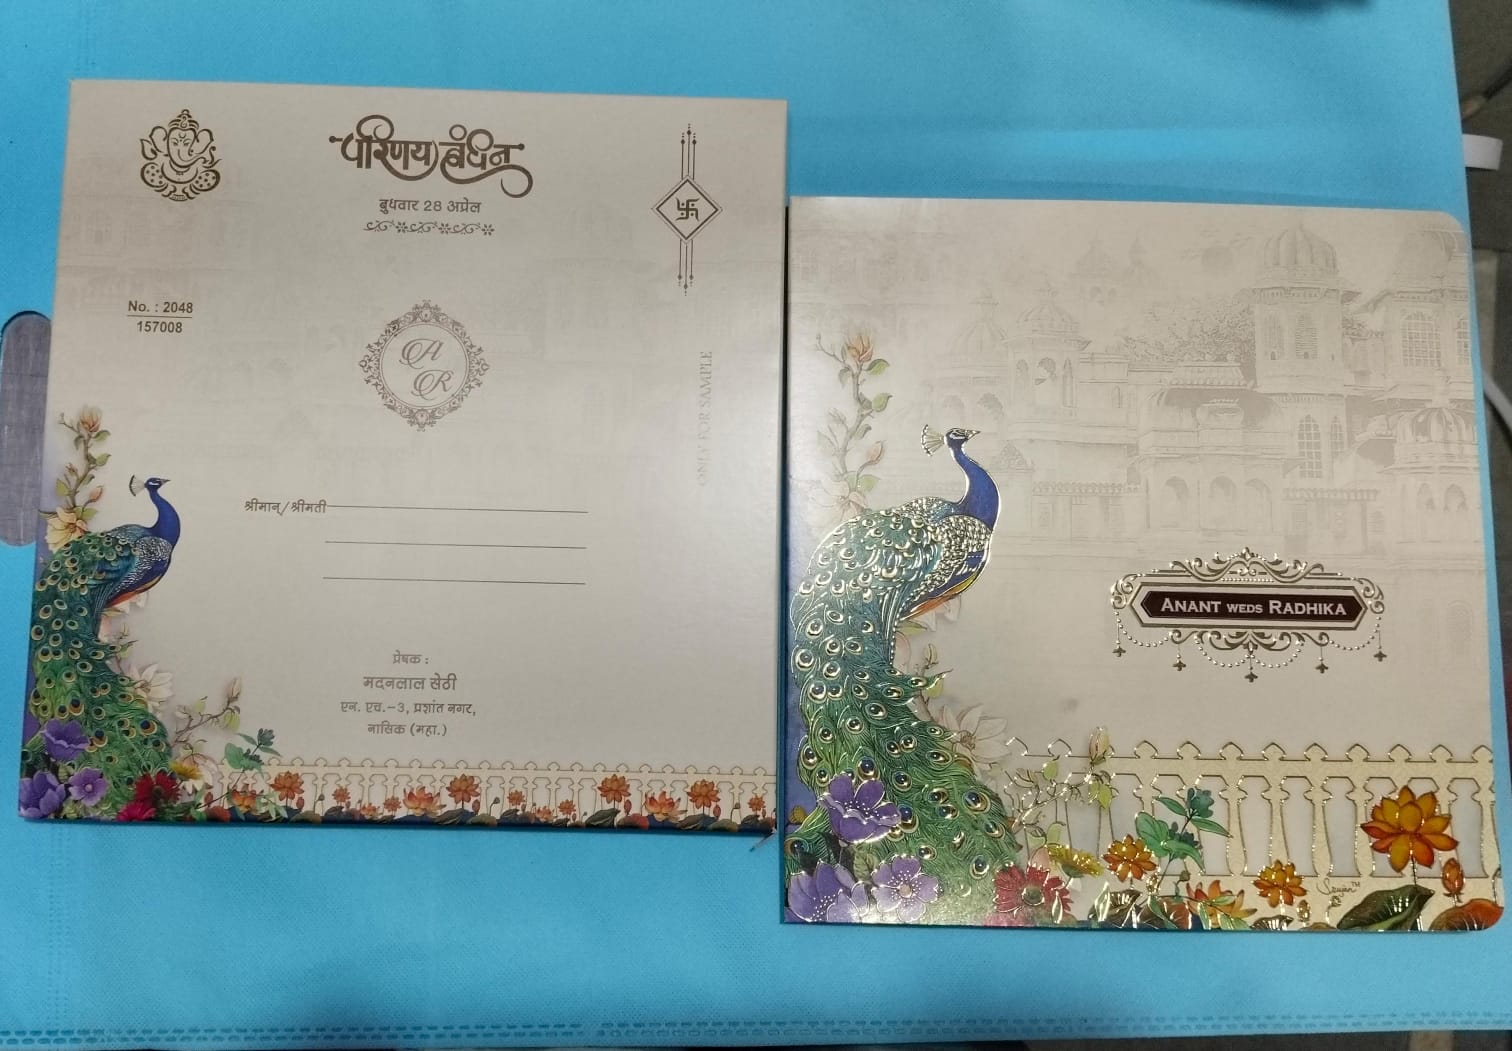 परिणय बंधन
बुधवार 28 अप्रेल
No. : 2048
157008
A
R
ONLY FOR SAMPLE
श्रीमान्/श्रीमती
प्रेषक :
मदनलाल सेठी
एन. एच.-3, प्रशांत नगर,
नासिक (महा.)
ANANT WEDS RADHIKA